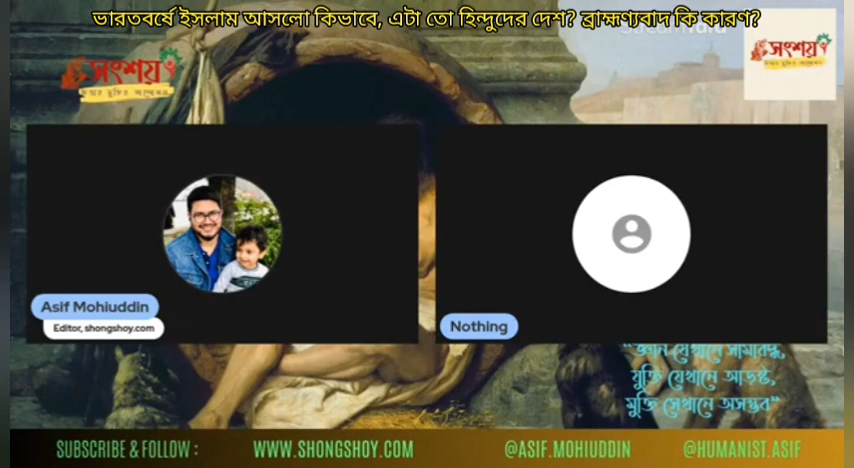 ভারতবর্ষে ইসলাম আসলো কিভাবে, এটা তো হিন্দুদের দেশ? ব্রাহ্মণ্যবাদ কি কারণ?
StreamYard
সংশয়
সংশয়
Asif Mohiuddin
Editor, shongshoy.com
Nothing
"জ্ঞান যেখানে সীমাবদ্ধ,
যুক্তি যেখানে আড়ষ্ট,
মুক্তি সেখানে অসম্ভব"
SUBSCRIBE & FOLLOW : WWW.SHONGSHOY.COM @ASIF.MOHIUDDIN @HUMANIST.ASIF